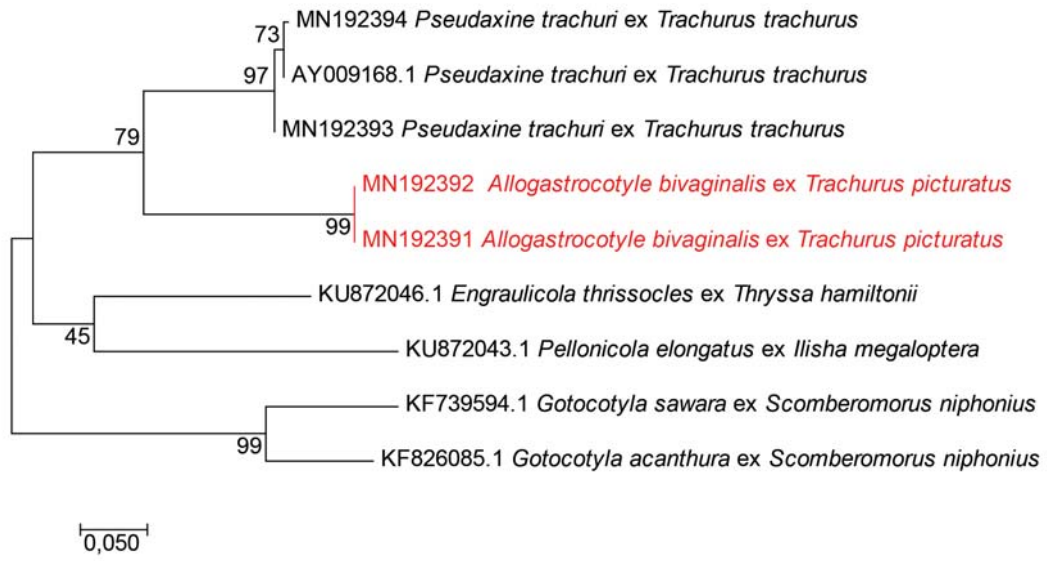 73 MN192394 Pseudaxine trachuri ex Trachurus trachurus
97 AY009168.1 Pseudaxine trachuri ex Trachurus trachurus
MN192393 Pseudaxine trachuri ex Trachurus trachurus
79
MN192392 Allogastrocotyle bivaginalis ex Trachurus picturatus
99
MN192391 Allogastrocotyle bivaginalis ex Trachurus picturatus
KU872046.1 Engraulicola thrissocles ex Thryssa hamiltonii
45
KU872043.1 Pellonicola elongatus ex Ilisha megaloptera
KF739594.1 Gotocotyla sawara ex Scomberomorus niphonius
99
KF826085.1 Gotocotyla acanthura ex Scomberomorus niphonius
0,050